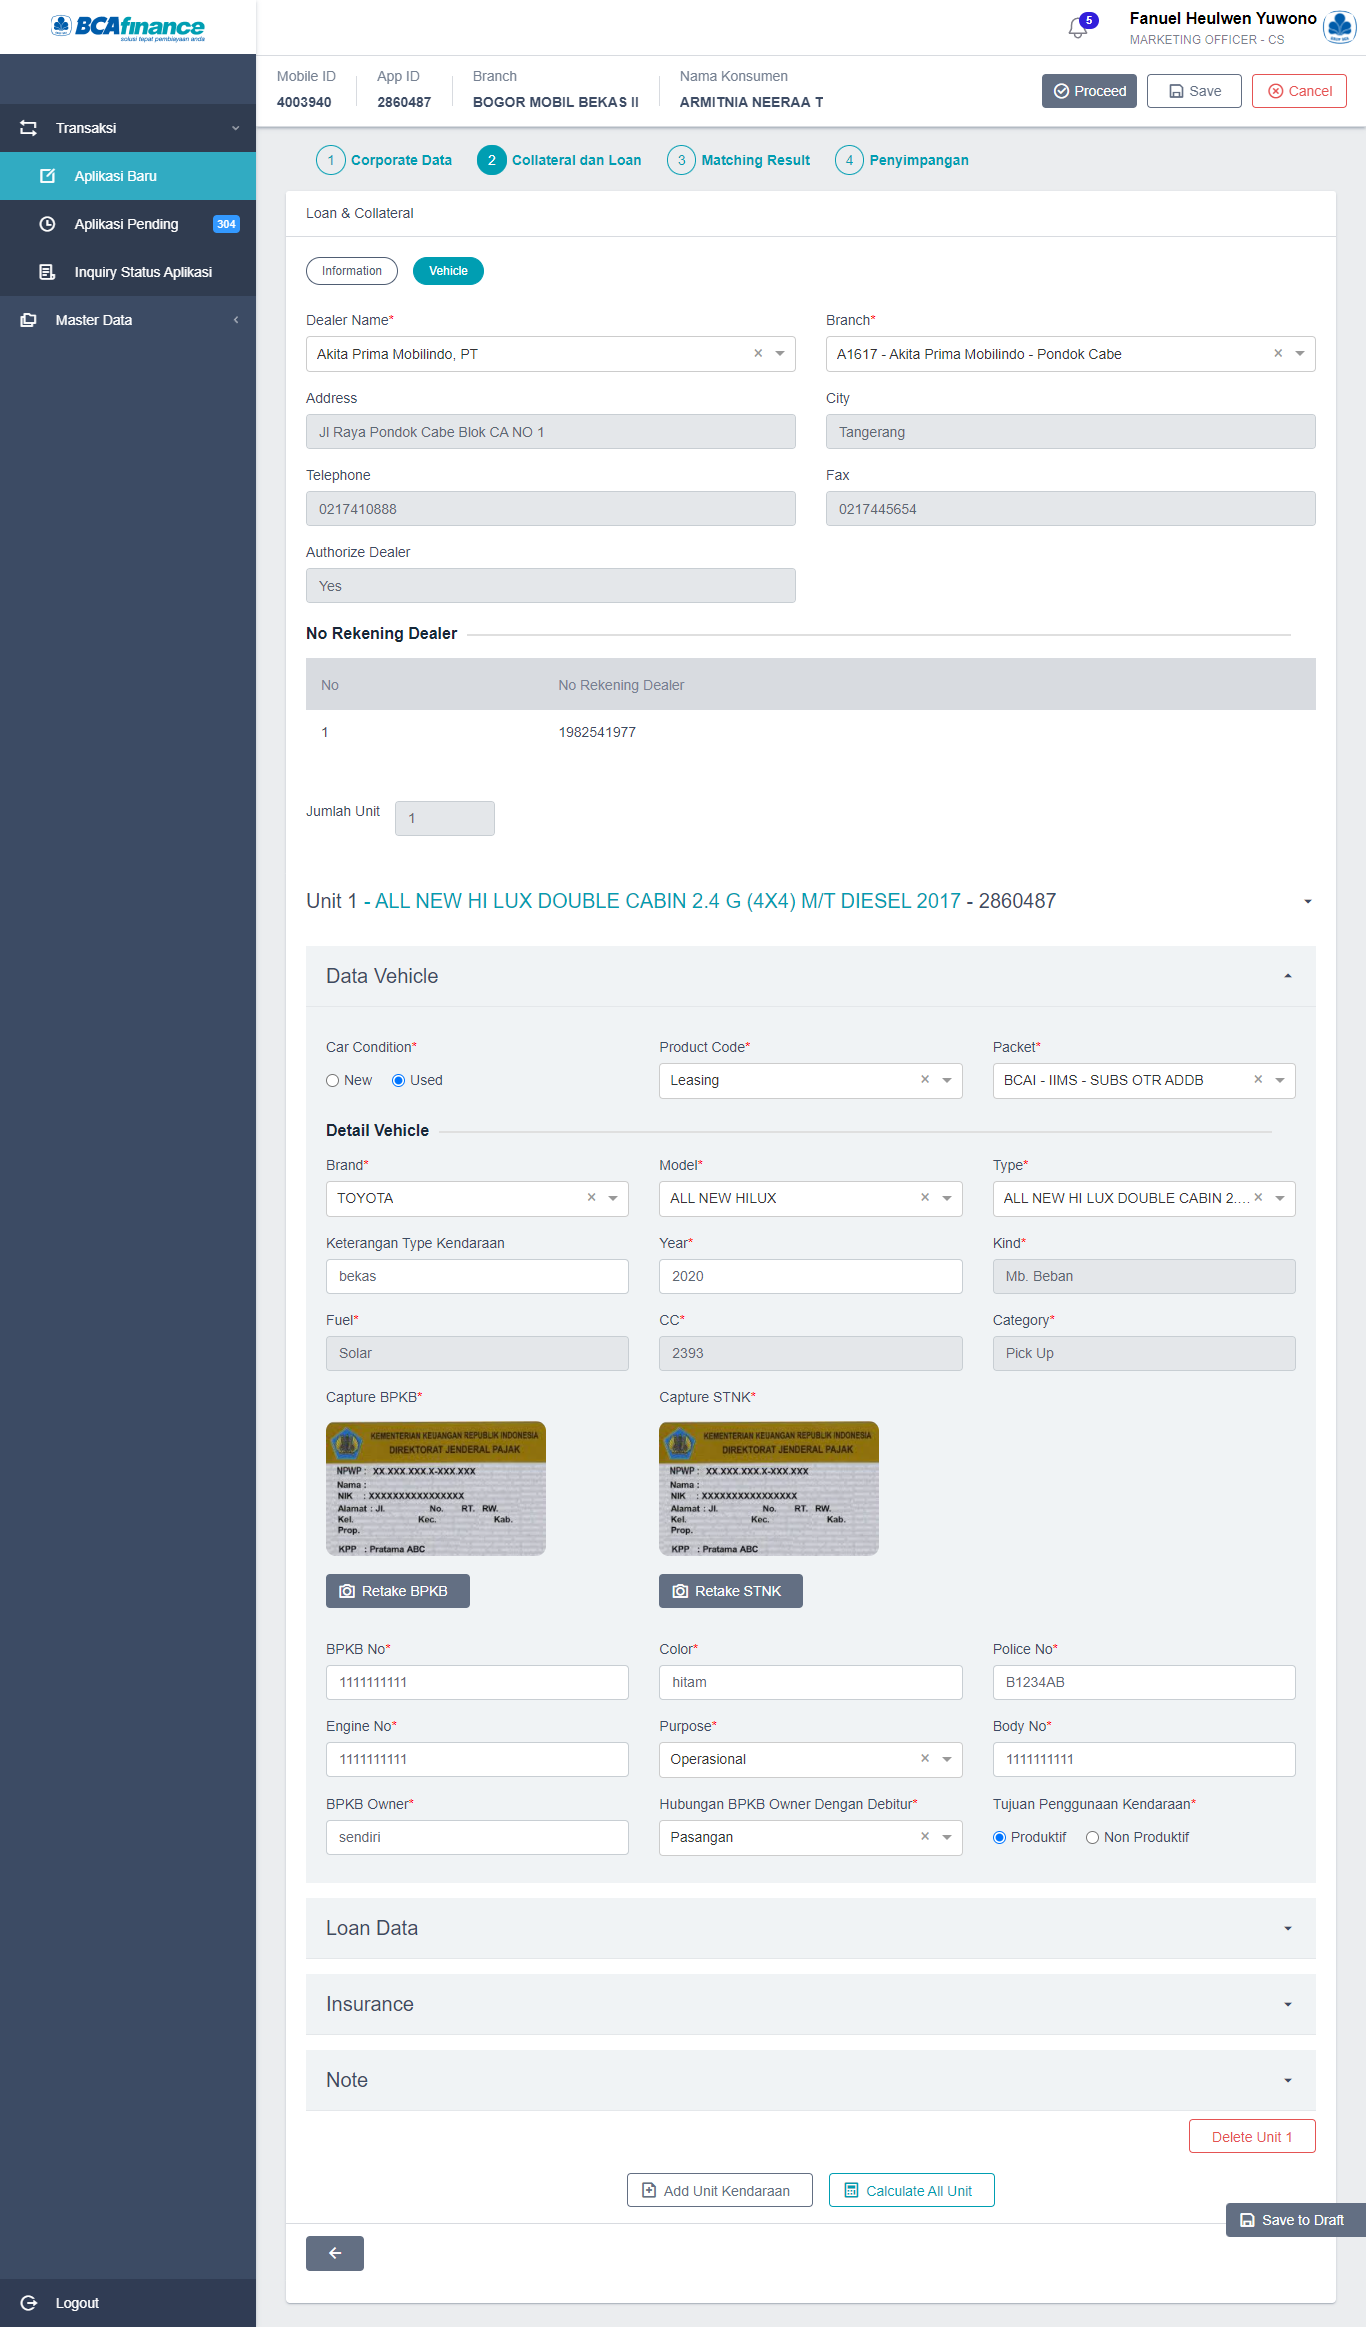 BCAfinance
solusi tepat pembiayaan anda
5
Fanuel Heulwen Yuwono
MARKETING OFFICER - CS
Mobile ID
4003940
App ID
2860487
Branch
BOGOR MOBIL BEKAS II
Nama Konsumen
ARMITNIA NEERAA T
Proceed
Save
Cancel
Transaksi
Aplikasi Baru
Aplikasi Pending
304
Inquiry Status Aplikasi
Master Data
1 Corporate Data
2 Collateral dan Loan
3 Matching Result
4 Penyimpangan
Loan & Collateral
Information
Vehicle
Dealer Name*
Akita Prima Mobilindo, PT
Branch*
A1617 - Akita Prima Mobilindo - Pondok Cabe
Address
Jl Raya Pondok Cabe Blok CA NO 1
City
Tangerang
Telephone
0217410888
Fax
0217445654
Authorize Dealer
Yes
No Rekening Dealer
No
No Rekening Dealer
1
1982541977
Jumlah Unit
1
Unit 1 - ALL NEW HI LUX DOUBLE CABIN 2.4 G (4X4) M/T DIESEL 2017 - 2860487
Data Vehicle
Car Condition*
New
Used
Product Code*
Leasing
Packet*
BCAI - IIMS - SUBS OTR ADDB
Detail Vehicle
Brand*
TOYOTA
Model*
ALL NEW HILUX
Type*
ALL NEW HI LUX DOUBLE CABIN 2....
Keterangan Type Kendaraan
bekas
Year*
2020
Kind*
Mb. Beban
Fuel*
Solar
CC*
2393
Category*
Pick Up
Capture BPKB*
KEMENTERIAN KEUANGAN REPUBLIK INDONESIA
DIREKTORAT JENDERAL PAJAK
NPWP : XX.XXX.XXX.X-XXX.XXX
Nama :
NIK : XXXXXXXXXXXXXXXX
Alamat : Jl. No. RT. RW.
Kel. Kec. Kab.
Prop.
KPP : Pratama ABC
Retake BPKB
Capture STNK*
KEMENTERIAN KEUANGAN REPUBLIK INDONESIA
DIREKTORAT JENDERAL PAJAK
NPWP : XX.XXX.XXX.X-XXX.XXX
Nama :
NIK : XXXXXXXXXXXXXXXX
Alamat : Jl. No. RT. RW.
Kel. Kec. Kab.
Prop.
KPP : Pratama ABC
Retake STNK
BPKB No*
1111111111
Color*
hitam
Police No*
B1234AB
Engine No*
1111111111
Purpose*
Operasional
Body No*
1111111111
BPKB Owner*
sendiri
Hubungan BPKB Owner Dengan Debitur*
Pasangan
Tujuan Penggunaan Kendaraan*
Produktif
Non Produktif
Loan Data
Insurance
Note
Delete Unit 1
Add Unit Kendaraan
Calculate All Unit
Save to Draft
Logout